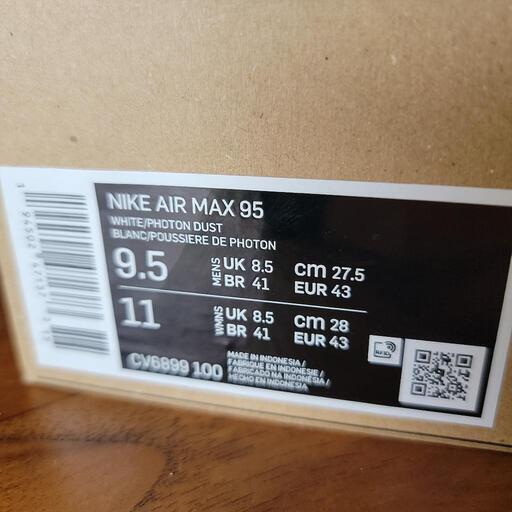 NIKE AIR MAX 95
WHITE/PHOTON DUST
BLANC/POUSSIERE DE PHOTON
9.5 MENS UK 8.5 cm 27.5
BR 41 EUR 43
11 WMNS UK 8.5 cm 28
BR 41 EUR 43
CV6899 100
MADE IN INDONESIA/
FABRIQUE EN INDONESIE/
FABRICADO NA INDONESIA/
HECHO EN INDONESIA